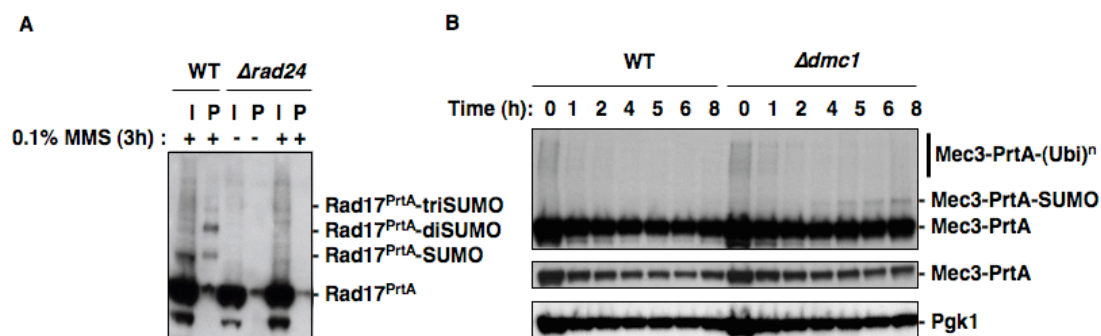 A
WT Δrad24
I P I P I P
0.1% MMS (3h) : + + - - + +
Rad17PrtA-triSUMO
Rad17PrtA-diSUMO
Rad17PrtA-SUMO
Rad17PrtA
B
WT Δdmc1
Time (h): 0 1 2 4 5 6 8 0 1 2 4 5 6 8
Mec3-PrtA-(Ubi)n
Mec3-PrtA-SUMO
Mec3-PrtA
Mec3-PrtA
Pgk1